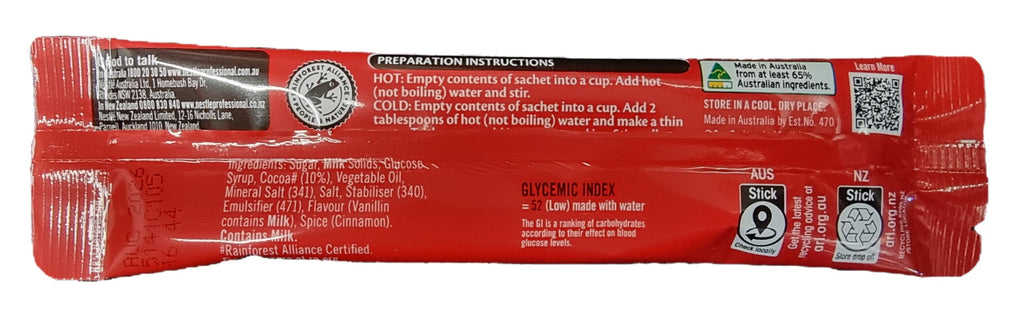 Good to talk
Australia 1800 20 30 50 www.nestleprofessional.com.au
Nestlé Australia Ltd, 1 Homebush Bay Dr,
Rhodes NSW 2138, Australia.
In New Zealand 0800 830 840 www.nestleprofessional.co.nz
Nestlé New Zealand Limited, 12-16 Nicholls Lane,
Parnell, Auckland 1010, New Zealand
RAINFOREST ALLIANCE
PEOPLE & NATURE
PREPARATION INSTRUCTIONS
HOT: Empty contents of sachet into a cup. Add hot
(not boiling) water and stir.
COLD: Empty contents of sachet into a cup. Add 2
tablespoons of hot (not boiling) water and make a thin
Made in Australia
from at least 65%
Australian ingredients.
STORE IN A COOL, DRY PLACE.
Made in Australia by Est.No. 470
Learn More
Ingredients: Sugar, Milk Solids, Glucose
Syrup, Cocoa# (10%), Vegetable Oil,
Mineral Salt (341), Salt, Stabiliser (340),
Emulsifier (471), Flavour (Vanillin
contains Milk), Spice (Cinnamon).
Contains Milk.
#Rainforest Alliance Certified.
GLYCEMIC INDEX
= 52 (Low) made with water
The GI is a ranking of carbohydrates
according to their effect on blood
glucose levels.
AUS
Stick
Check locally
Get the latest
recycling advice at
arl.org.au
NZ
Stick
Store drop off
arl.org.nz